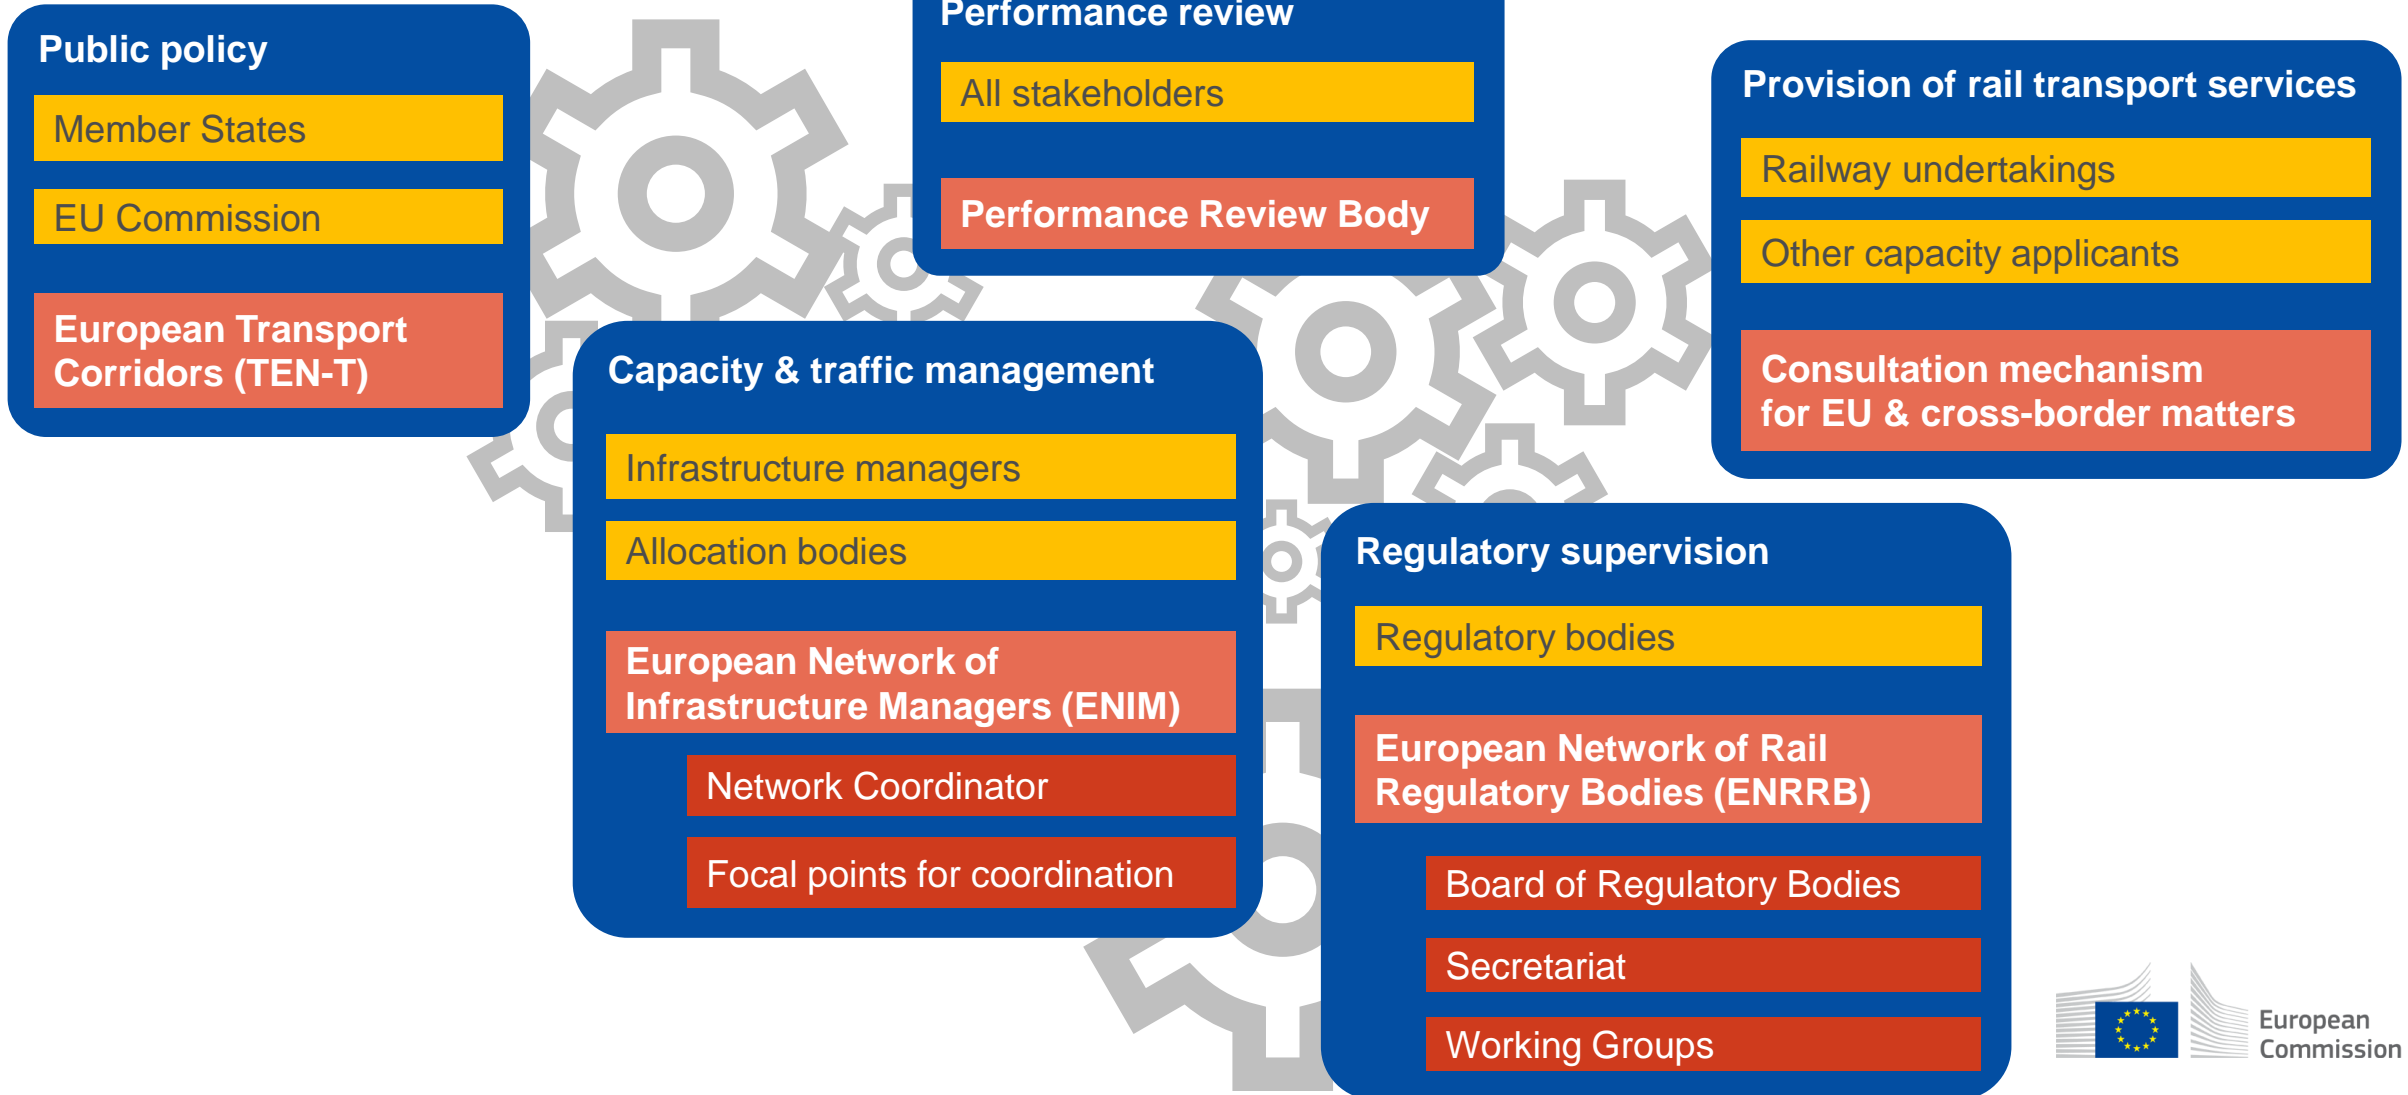 Public policy
Member States
EU Commission
European Transport
Corridors (TEN-T)
Performance review
All stakeholders
Performance Review Body
Provision of rail transport services
Railway undertakings
Other capacity applicants
Consultation mechanism
for EU & cross-border matters
Capacity & traffic management
Infrastructure managers
Allocation bodies
European Network of
Infrastructure Managers (ENIM)
Network Coordinator
Focal points for coordination
Regulatory supervision
Regulatory bodies
European Network of Rail
Regulatory Bodies (ENRRB)
Board of Regulatory Bodies
Secretariat
Working Groups
European
Commission